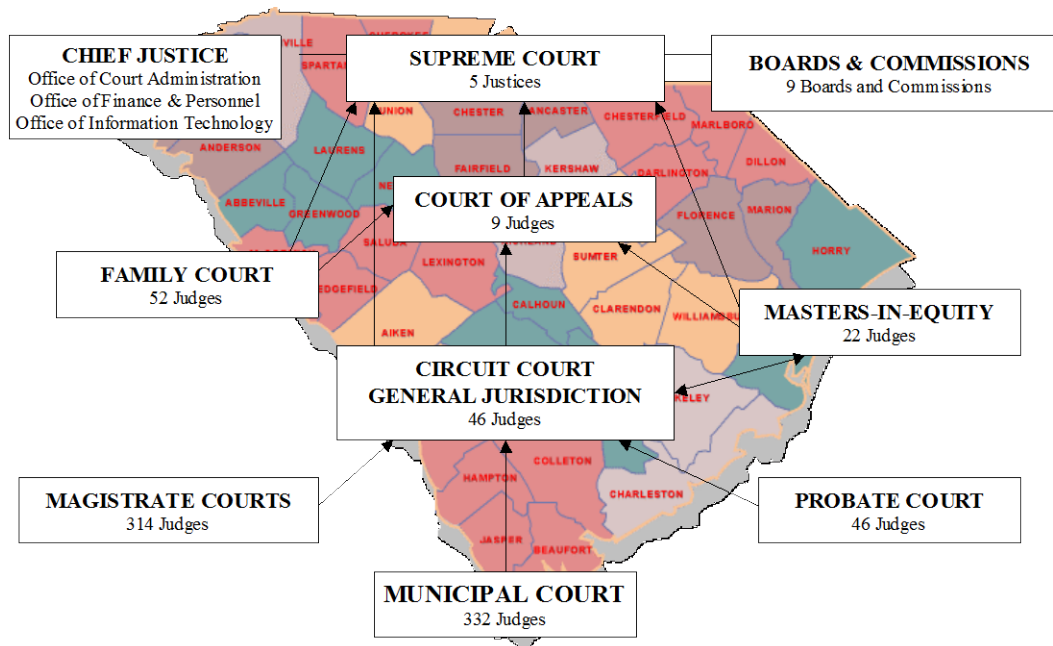 CHIEF JUSTICE
Office of Court Administration
Office of Finance & Personnel
Office of Information Technology
SUPREME COURT
5 Justices
BOARDS & COMMISSIONS
9 Boards and Commissions
UNION
CHESTER
CHESTERFIELD
MARLBORO
DILLON
ANDERSON
LAURENS
FAIRFIELD
KERSHAW
DARLINGTON
ABBEVILLE
GREENWOOD
COURT OF APPEALS
9 Judges
FLORENCE
MARION
HORRY
SALUDA
LEXINGTON
SUMTER
FAMILY COURT
52 Judges
CALHOUN
CLARENDON
AIKEN
MASTERS-IN-EQUITY
22 Judges
CIRCUIT COURT
GENERAL JURISDICTION
46 Judges
COLLETON
HAMPTON
CHARLESTON
MAGISTRATE COURTS
314 Judges
PROBATE COURT
46 Judges
JASPER
BEAUFORT
MUNICIPAL COURT
332 Judges